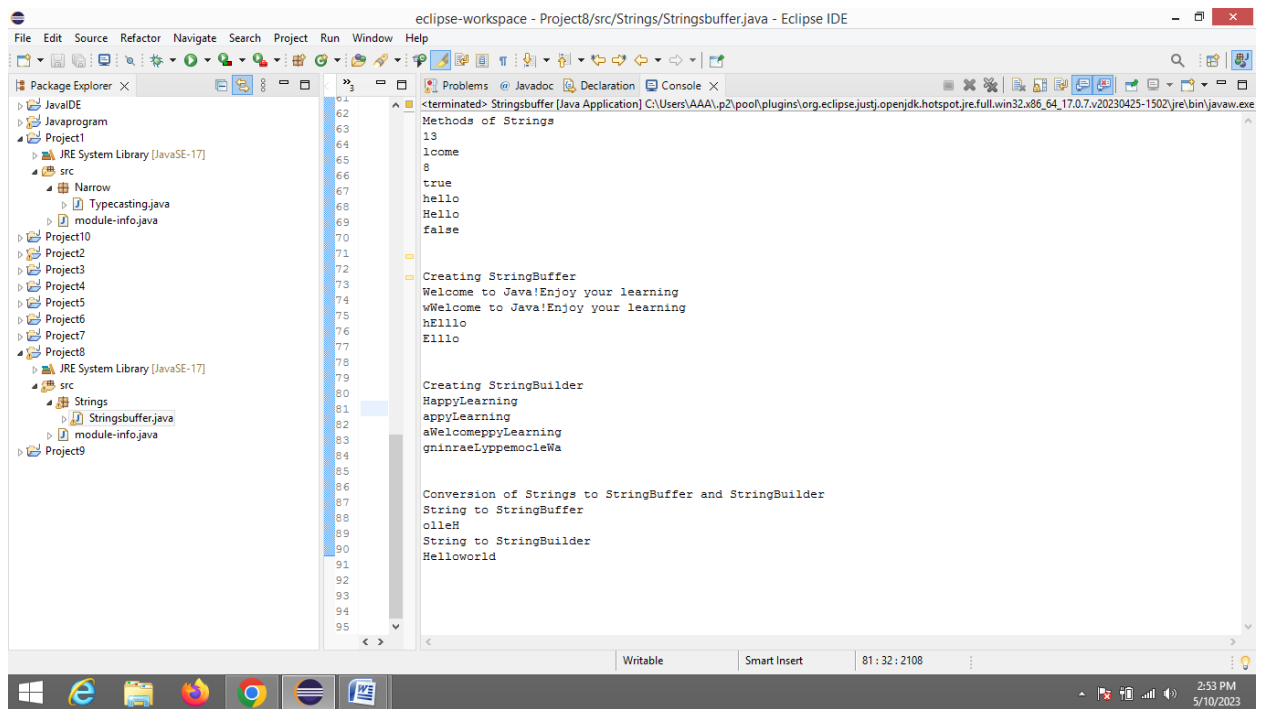 eclipse-workspace - Project8/src/Strings/Stringsbuffer.java - Eclipse IDE
File Edit Source Refactor Navigate Search Project Run Window Help
Package Explorer
JavaIDE
Javaprogram
Project1
JRE System Library [JavaSE-17]
src
Narrow
Typecasting.java
module-info.java
Project10
Project2
Project3
Project4
Project5
Project6
Project7
Project8
JRE System Library [JavaSE-17]
src
Strings
Stringsbuffer.java
module-info.java
Project9
3
61
62
63
64
65
66
67
68
69
70
71
72
73
74
75
76
77
78
79
80
81
82
83
84
85
86
87
88
89
90
91
92
93
94
95
Problems @ Javadoc Declaration Console
<terminated> Stringsbuffer [Java Application] C:\Users\AAA\.p2\pool\plugins\org.eclipse.justj.openjdk.hotspot.jre.full.win32.x86_64_17.0.7.v20230425-1502\jre\bin\javaw.exe
Methods of Strings
13
lcome
8
true
hello
Hello
false
Creating StringBuffer
Welcome to Java!Enjoy your learning
wWelcome to Java!Enjoy your learning
hElllo
Elllo
Creating StringBuilder
HappyLearning
appyLearning
aWelcomeppyLearning
gninraeLyppemocleWa
Conversion of Strings to StringBuffer and StringBuilder
String to StringBuffer
olleH
String to StringBuilder
Helloworld
Writable Smart Insert 81 : 32 : 2108
2:53 PM
5/10/2023